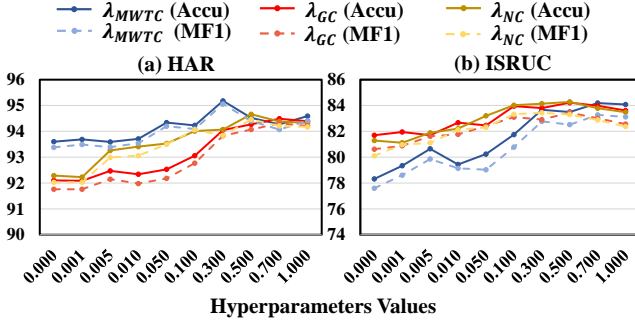 λMWTC (Accu) λGC (Accu) λNC (Accu)
λMWTC (MF1) λGC (MF1) λNC (MF1)
(a) HAR (b) ISRUC
96
95
94
93
92
91
90
0.000 0.001 0.005 0.010 0.050 0.100 0.300 0.500 0.700 1.000
86
84
82
80
78
76
74
0.000 0.001 0.005 0.010 0.050 0.100 0.300 0.500 0.700 1.000
Hyperparameters Values